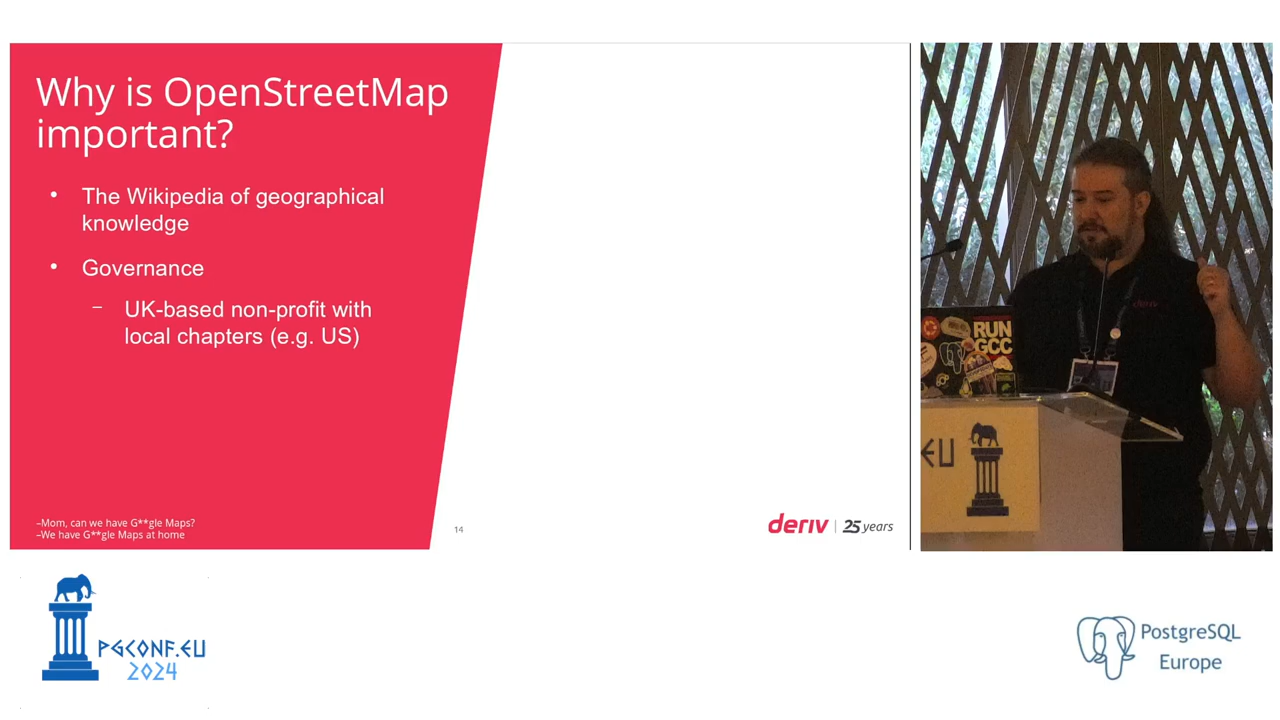 Why is OpenStreetMap
important?
• The Wikipedia of geographical
knowledge
• Governance
– UK-based non-profit with
local chapters (e.g. US)
–Mom, can we have G**gle Maps?
–We have G**gle Maps at home
14
deriv | 25 years
deriv
RUN
GCC
EU
PGCONF.EU
2024
PostgreSQL
Europe